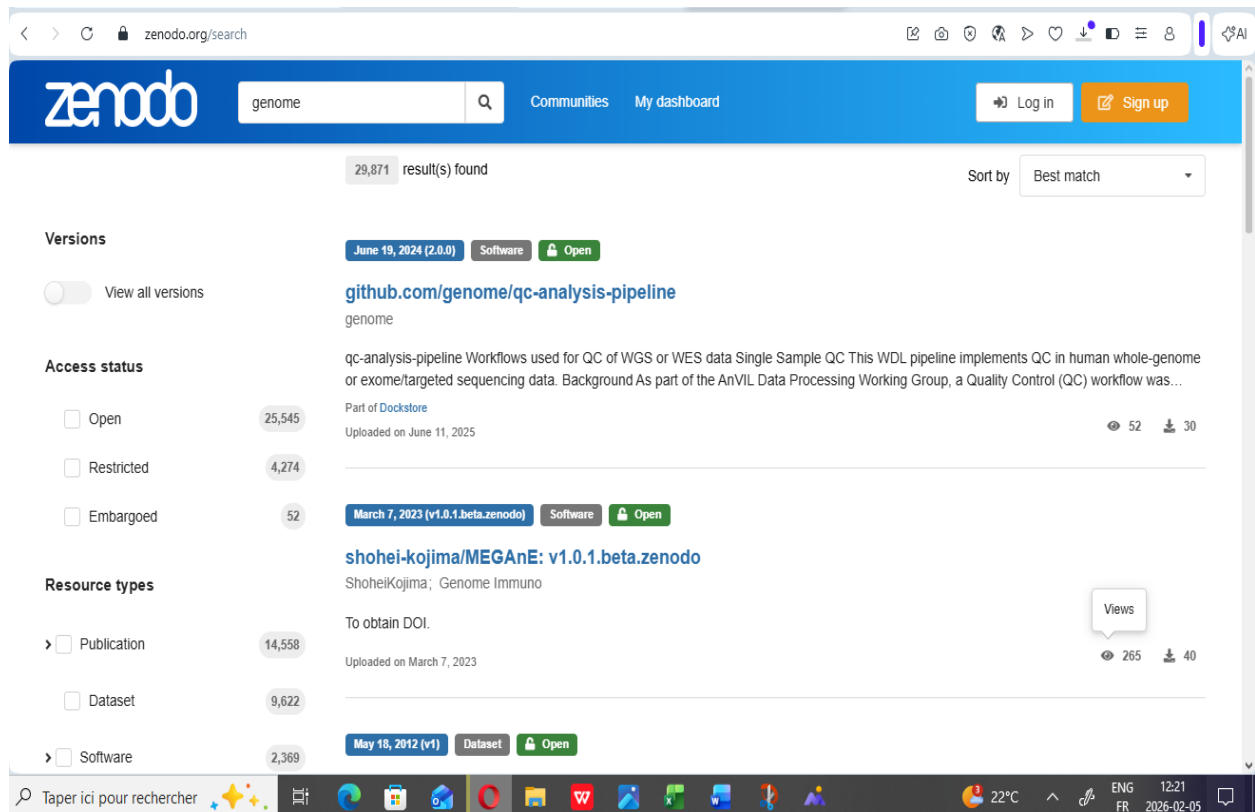 zenodo.org/search
AI
zenodo
genome
Communities
My dashboard
Log in
Sign up
29,871 result(s) found
Sort by
Best match
Versions
View all versions
Access status
Open
25,545
Restricted
4,274
Embargoed
52
Resource types
Publication
14,558
Dataset
9,622
Software
2,369
June 19, 2024 (2.0.0)
Software
Open
github.com/genome/qc-analysis-pipeline
genome
qc-analysis-pipeline Workflows used for QC of WGS or WES data Single Sample QC This WDL pipeline implements QC in human whole-genome
or exome/targeted sequencing data. Background As part of the AnVIL Data Processing Working Group, a Quality Control (QC) workflow was...
Part of Dockstore
Uploaded on June 11, 2025
52
30
March 7, 2023 (v1.0.1.beta.zenodo)
Software
Open
shohei-kojima/MEGAnE: v1.0.1.beta.zenodo
ShoheiKojima; Genome Immuno
To obtain DOI.
Views
Uploaded on March 7, 2023
265
40
May 18, 2012 (v1)
Dataset
Open
Taper ici pour rechercher
3
22°C
ENG
FR
12:21
2026-02-05